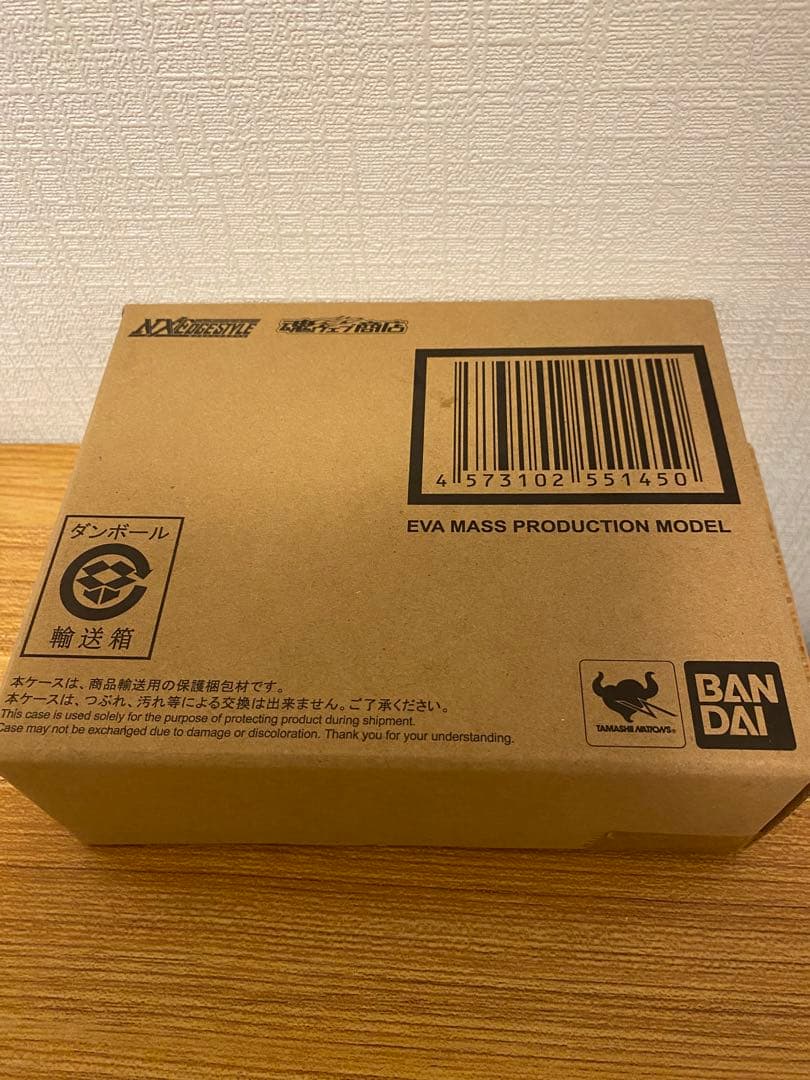 NXEDGESTYLE
魂ウェブ商店
4 573102 551450
EVA MASS PRODUCTION MODEL
ダンボール
輸送箱
本ケースは、商品輸送用の保護梱包材です。
本ケースは、つぶれ、汚れ等による交換は出来ません。ご了承ください。
This case is used solely for the purpose of protecting product during shipment.
Case may not be exchanged due to damage or discoloration. Thank you for your understanding.
TAMASHII NATIONS®
BAN
DAI